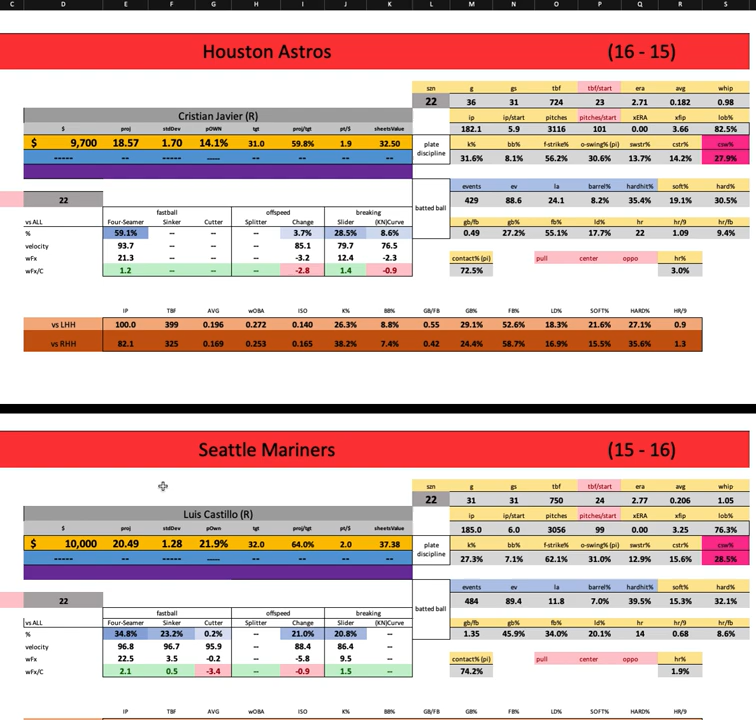 C D E F G H I J K L M N O P Q R S
Houston Astros (16 - 15)
szn g gs tbf tbf/start era avg whip
22 36 31 724 23 2.71 0.182 0.98
Cristian Javier (R) ip ip/start pitches pitches/start xERA xfip lob%
$ proj stdDev pOWN tgt proj/tgt pt/$ sheetsValue 182.1 5.9 3116 101 0.00 3.66 82.5%
$ 9,700 18.57 1.70 14.1% 31.0 59.8% 1.9 32.50 plate discipline k% bb% f-strike% o-swing% (pi) swstr% cstr% csw%
----- -- -- ---- -- -- -- -- 31.6% 8.1% 56.2% 30.6% 13.7% 14.2% 27.9%
events ev la barrel% hardhit% soft% hard%
22 batted ball 429 88.6 24.1 8.2% 35.4% 19.1% 30.5%
fastball offspeed breaking
vs ALL Four-Seamer Sinker Cutter Splitter Change Slider (KN)Curve gb/fb gb% fb% ld% hr hr/9 hr/fb
% 59.1% -- -- -- 3.7% 28.5% 8.6% 0.49 27.2% 55.1% 17.7% 22 1.09 9.4%
velocity 93.7 -- -- -- 85.1 79.7 76.5
wFx 21.3 -- -- -- -3.2 12.4 -2.3 contact% (pi) pull center oppo hr%
wFx/C 1.2 -- -- -- -2.8 1.4 -0.9 72.5% 3.0%
IP TBF AVG wOBA ISO K% BB% GB/FB GB% FB% LD% SOFT% HARD% HR/9
vs LHH 100.0 399 0.196 0.272 0.140 26.3% 8.8% 0.55 29.1% 52.6% 18.3% 21.6% 27.1% 0.9
vs RHH 82.1 325 0.169 0.253 0.165 38.2% 7.4% 0.42 24.4% 58.7% 16.9% 15.5% 35.6% 1.3
Seattle Mariners (15 - 16)
szn g gs tbf tbf/start era avg whip
22 31 31 750 24 2.77 0.206 1.05
Luis Castillo (R) ip ip/start pitches pitches/start xERA xfip lob%
$ proj stdDev pOwn tgt proj/tgt pt/$ sheetsValue 185.0 6.0 3056 99 0.00 3.25 76.3%
$ 10,000 20.49 1.28 21.9% 32.0 64.0% 2.0 37.38 plate discipline k% bb% f-strike% o-swing% (pi) swstr% cstr% csw%
----- -- -- ---- -- -- -- -- 27.3% 7.1% 62.1% 31.0% 12.9% 15.6% 28.5%
events ev la barrel% hardhit% soft% hard%
22 batted ball 484 89.4 11.8 7.0% 39.5% 15.3% 32.1%
fastball offspeed breaking
vs ALL Four-Seamer Sinker Cutter Splitter Change Slider (KN)Curve gb/fb gb% fb% ld% hr hr/9 hr/fb
% 34.8% 23.2% 0.2% -- 21.0% 20.8% -- 1.35 45.9% 34.0% 20.1% 14 0.68 8.6%
velocity 96.8 96.7 95.9 -- 88.4 86.4 --
wFx 22.5 3.5 -0.2 -- -5.8 9.5 -- contact% (pi) pull center oppo hr%
wFx/C 2.1 0.5 -3.4 -- -0.9 1.5 -- 74.2% 1.9%
IP TBF AVG wOBA ISO K% BB% GB/FB GB% FB% LD% SOFT% HARD% HR/9